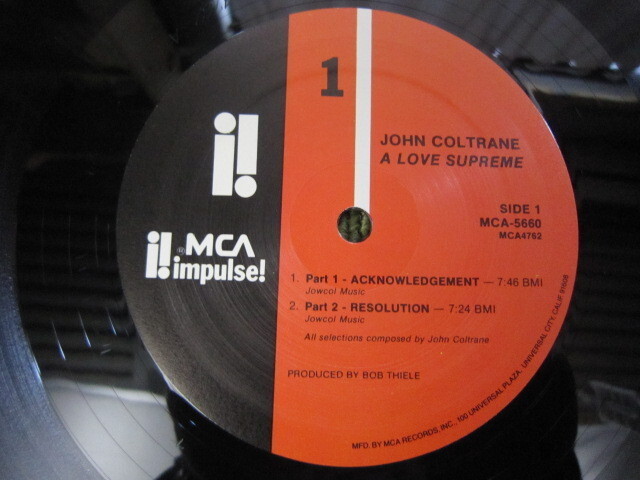 1
JOHN COLTRANE
A LOVE SUPREME
SIDE 1
MCA-5660
MCA4762
i!
i! ® MCA
impulse!
1. Part 1 - ACKNOWLEDGEMENT — 7:46 BMI
Jowcol Music
2. Part 2 - RESOLUTION — 7:24 BMI
Jowcol Music
All selections composed by John Coltrane
PRODUCED BY BOB THIELE
MFD. BY MCA RECORDS, INC., 100 UNIVERSAL PLAZA, UNIVERSAL CITY, CALIF. 91608